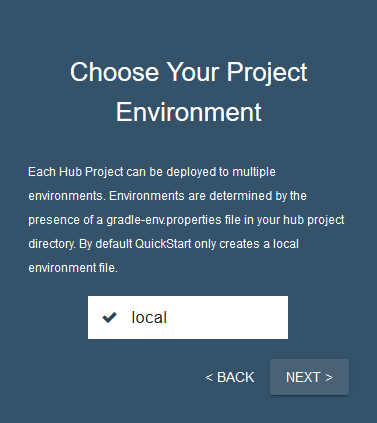 Choose Your Project
Environment
Each Hub Project can be deployed to multiple
environments. Environments are determined by the
presence of a gradle-env.properties file in your hub project
directory. By default QuickStart only creates a local
environment file.
local
< BACK
NEXT >